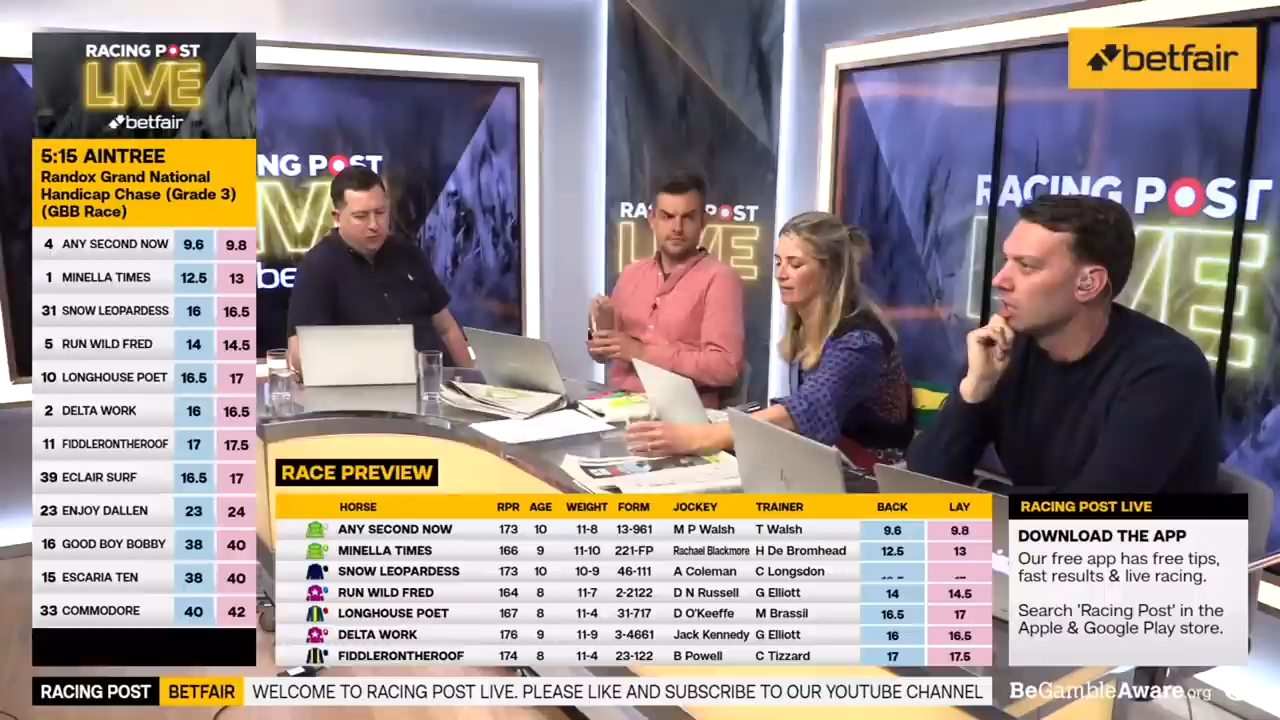 RACING POST
LIVE
betfair
5:15 AINTREE
Randox Grand National
Handicap Chase (Grade 3)
(GBB Race)
4 ANY SECOND NOW 9.6 9.8
1 MINELLA TIMES 12.5 13
31 SNOW LEOPARDESS 16 16.5
5 RUN WILD FRED 14 14.5
10 LONGHOUSE POET 16.5 17
2 DELTA WORK 16 16.5
11 FIDDLERONTHEROOF 17 17.5
39 ECLAIR SURF 16.5 17
23 ENJOY DALLEN 23 24
16 GOOD BOY BOBBY 38 40
15 ESCARIA TEN 38 40
33 COMMODORE 40 42
NG POST
be
RACING POST
LIVE
RACING POST
LIVE
betfair
RACE PREVIEW
HORSE RPR AGE WEIGHT FORM JOCKEY TRAINER BACK LAY
ANY SECOND NOW 173 10 11-8 13-961 M P Walsh T Walsh 9.6 9.8
MINELLA TIMES 166 9 11-10 221-FP Rachael Blackmore H De Bromhead 12.5 13
SNOW LEOPARDESS 173 10 10-9 46-111 A Coleman C Longsdon
RUN WILD FRED 164 8 11-7 2-2122 D N Russell G Elliott 14 14.5
LONGHOUSE POET 167 8 11-4 31-717 D O'Keeffe M Brassil 16.5 17
DELTA WORK 176 9 11-9 3-4661 Jack Kennedy G Elliott 16 16.5
FIDDLERONTHEROOF 174 8 11-4 23-122 B Powell C Tizzard 17 17.5
RACING POST LIVE
DOWNLOAD THE APP
Our free app has free tips,
fast results & live racing.
Search 'Racing Post' in the
Apple & Google Play store.
RACING POST BETFAIR WELCOME TO RACING POST LIVE. PLEASE LIKE AND SUBSCRIBE TO OUR YOUTUBE CHANNEL
BeGambleAware.org